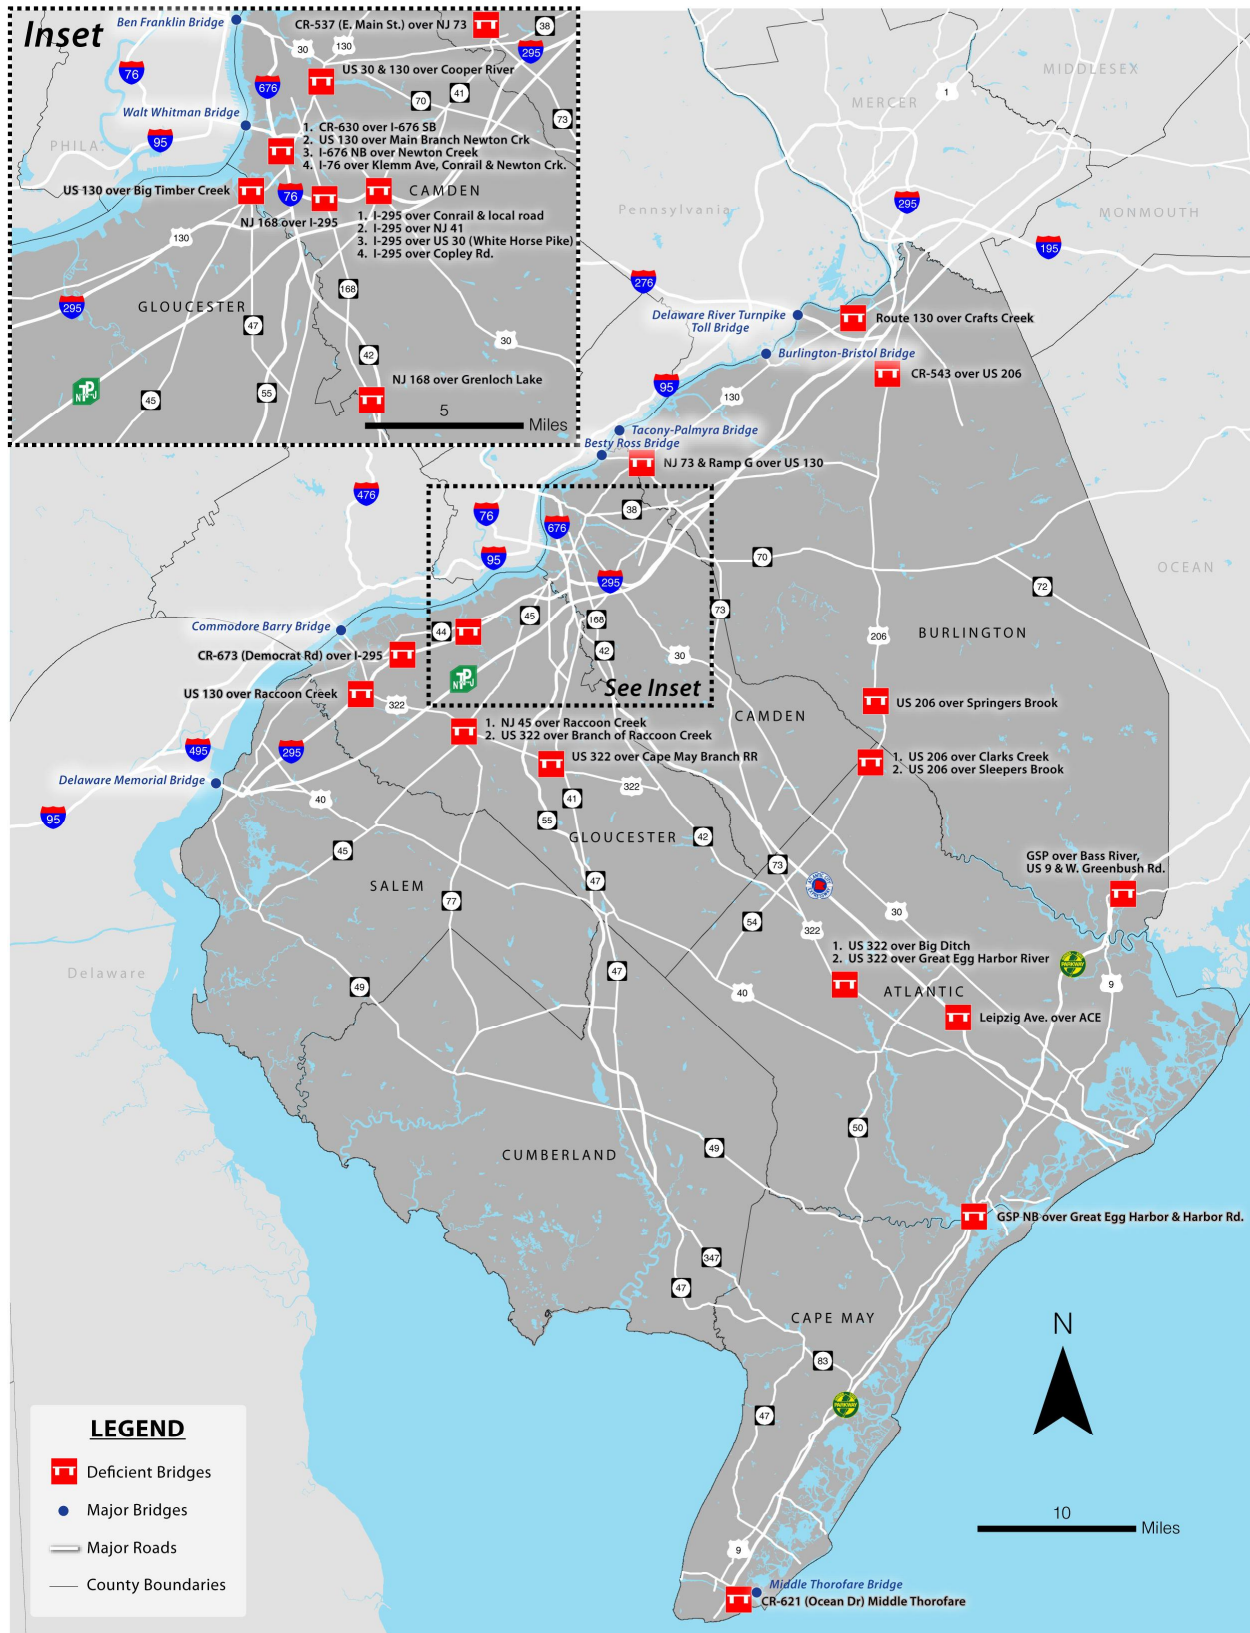 Inset
Ben Franklin Bridge
CR-537 (E. Main St.) over NJ 73
38
30
130
295
76
676
US 30 & 130 over Cooper River
70
41
73
Walt Whitman Bridge
95
PHILA.
1. CR-630 over I-676 SB
2. US 130 over Main Branch Newton Crk
3. I-676 NB over Newton Creek
4. I-76 over Klemm Ave, Conrail & Newton Crk.
US 130 over Big Timber Creek
76
CAMDEN
NJ 168 over I-295
1. I-295 over Conrail & local road
2. I-295 over NJ 41
3. I-295 over US 30 (White Horse Pike)
4. I-295 over Copley Rd.
130
168
295
GLOUCESTER
47
30
42
NJ 168 over Grenloch Lake
NTPJ
45
55
5
Miles
MIDDLESEX
MERCER
1
Pennsylvania
295
MONMOUTH
195
276
Delaware River Turnpike
Toll Bridge
Route 130 over Crafts Creek
Burlington-Bristol Bridge
95
130
CR-543 over US 206
Tacony-Palmyra Bridge
Besty Ross Bridge
NJ 73 & Ramp G over US 130
476
76
676
38
95
70
OCEAN
295
72
73
45
168
44
Commodore Barry Bridge
206
BURLINGTON
42
30
CR-673 (Democrat Rd) over I-295
NTPJ
See Inset
US 130 over Raccoon Creek
322
US 206 over Springers Brook
CAMDEN
1. NJ 45 over Raccoon Creek
2. US 322 over Branch of Raccoon Creek
495
295
US 322 over Cape May Branch RR
1. US 206 over Clarks Creek
2. US 206 over Sleepers Brook
Delaware Memorial Bridge
322
40
41
95
55
GLOUCESTER
42
45
73
GSP over Bass River,
US 9 & W. Greenbush Rd.
SALEM
47
77
30
54
322
1. US 322 over Big Ditch
2. US 322 over Great Egg Harbor River
Delaware
47
PARKWAY
49
40
ATLANTIC
9
Leipzig Ave. over ACE
50
49
CUMBERLAND
GSP NB over Great Egg Harbor & Harbor Rd.
347
47
CAPE MAY
N
83
PARKWAY
47
LEGEND
Deficient Bridges
Major Bridges
Major Roads
County Boundaries
10
Miles
9
Middle Thorofare Bridge
CR-621 (Ocean Dr) Middle Thorofare